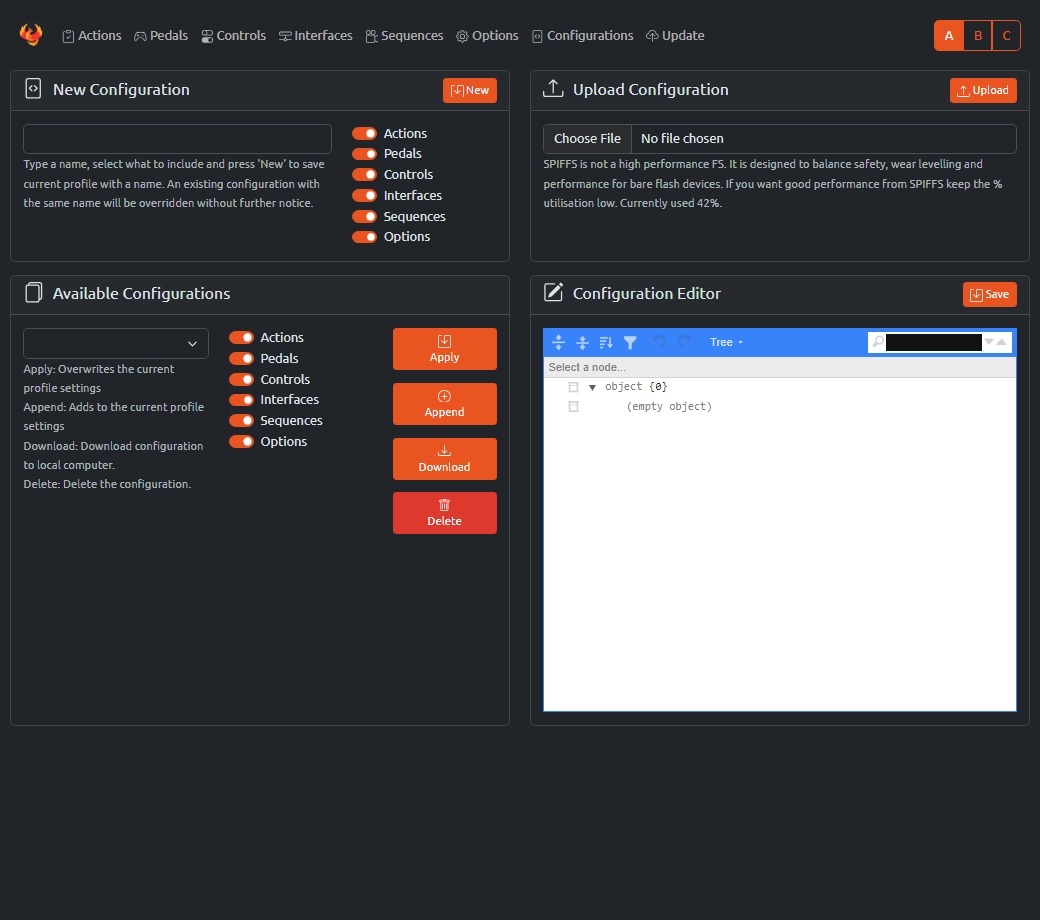 Actions Pedals Controls Interfaces Sequences Options Configurations Update A B C
New Configuration New
Type a name, select what to include and press 'New' to save
current profile with a name. An existing configuration with
the same name will be overridden without further notice.
Actions
Pedals
Controls
Interfaces
Sequences
Options
Upload Configuration Upload
Choose File No file chosen
SPIFFS is not a high performance FS. It is designed to balance safety, wear levelling and
performance for bare flash devices. If you want good performance from SPIFFS keep the %
utilisation low. Currently used 42%.
Available Configurations
Apply: Overwrites the current
profile settings
Append: Adds to the current profile
settings
Download: Download configuration
to local computer.
Delete: Delete the configuration.
Actions
Pedals
Controls
Interfaces
Sequences
Options
Apply
Append
Download
Delete
Configuration Editor Save
Tree
Select a node...
object {0}
(empty object)